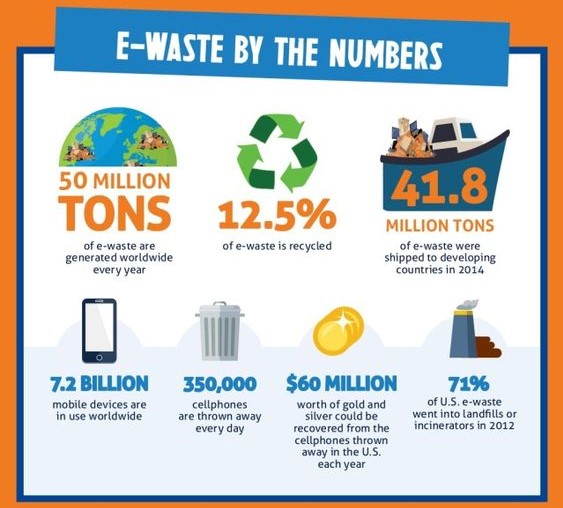 E-WASTE BY THE NUMBERS
50 MILLION
TONS
of e-waste are
generated worldwide
every year
12.5%
of e-waste is recycled
41.8
MILLION TONS
of e-waste were
shipped to developing
countries in 2014
7.2 BILLION
mobile devices are
in use worldwide
350,000
cellphones
are thrown away
every day
$60 MILLION
worth of gold and
silver could be
recovered from the
cellphones thrown
away in the U.S.
each year
71%
of U.S. e-waste
went into landfills or
incinerators in 2012